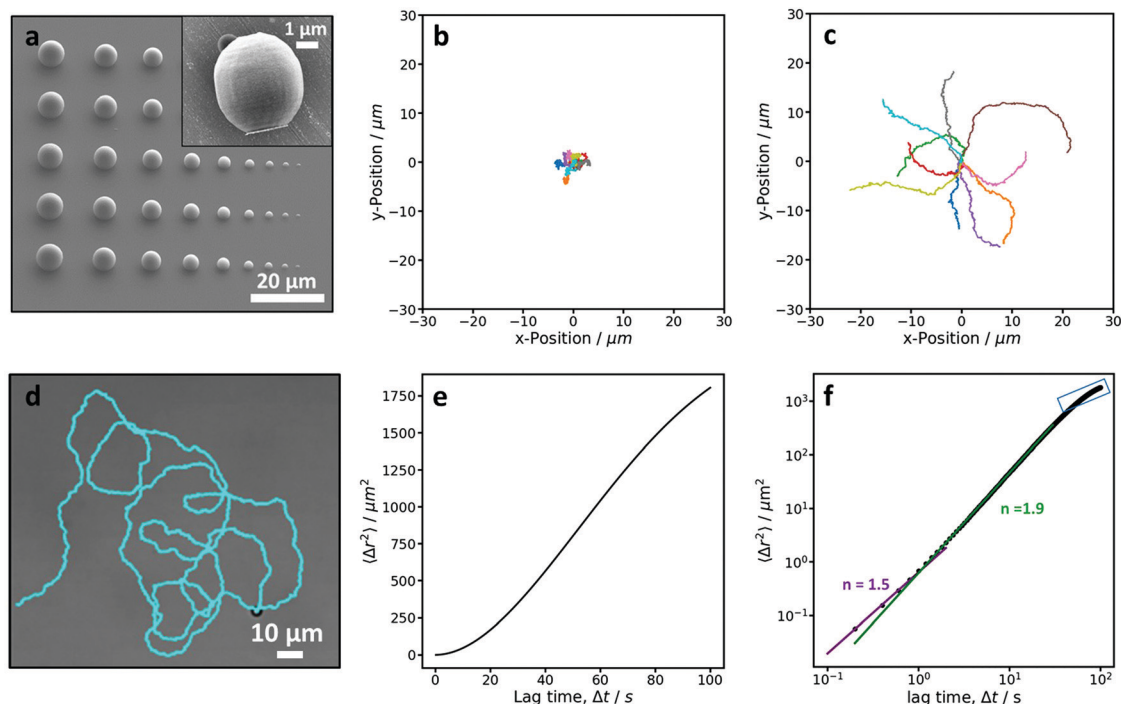 a
1 μm
20 μm
b
30
20
10
0
−10
−20
−30
−30 −20 −10 0 10 20 30
x-Position / μm
y-Position / μm
c
30
20
10
0
−10
−20
−30
−30 −20 −10 0 10 20 30
x-Position / μm
y-Position / μm
d
10 μm
e
1750
1500
1250
1000
750
500
250
0
0 20 40 60 80 100
Lag time, Δt / s
⟨Δr²⟩ / μm²
f
10³
10²
10¹
10⁰
10⁻¹
n =1.9
n = 1.5
10⁻¹ 10⁰ 10¹ 10²
lag time, Δt / s
⟨Δr²⟩ / μm²